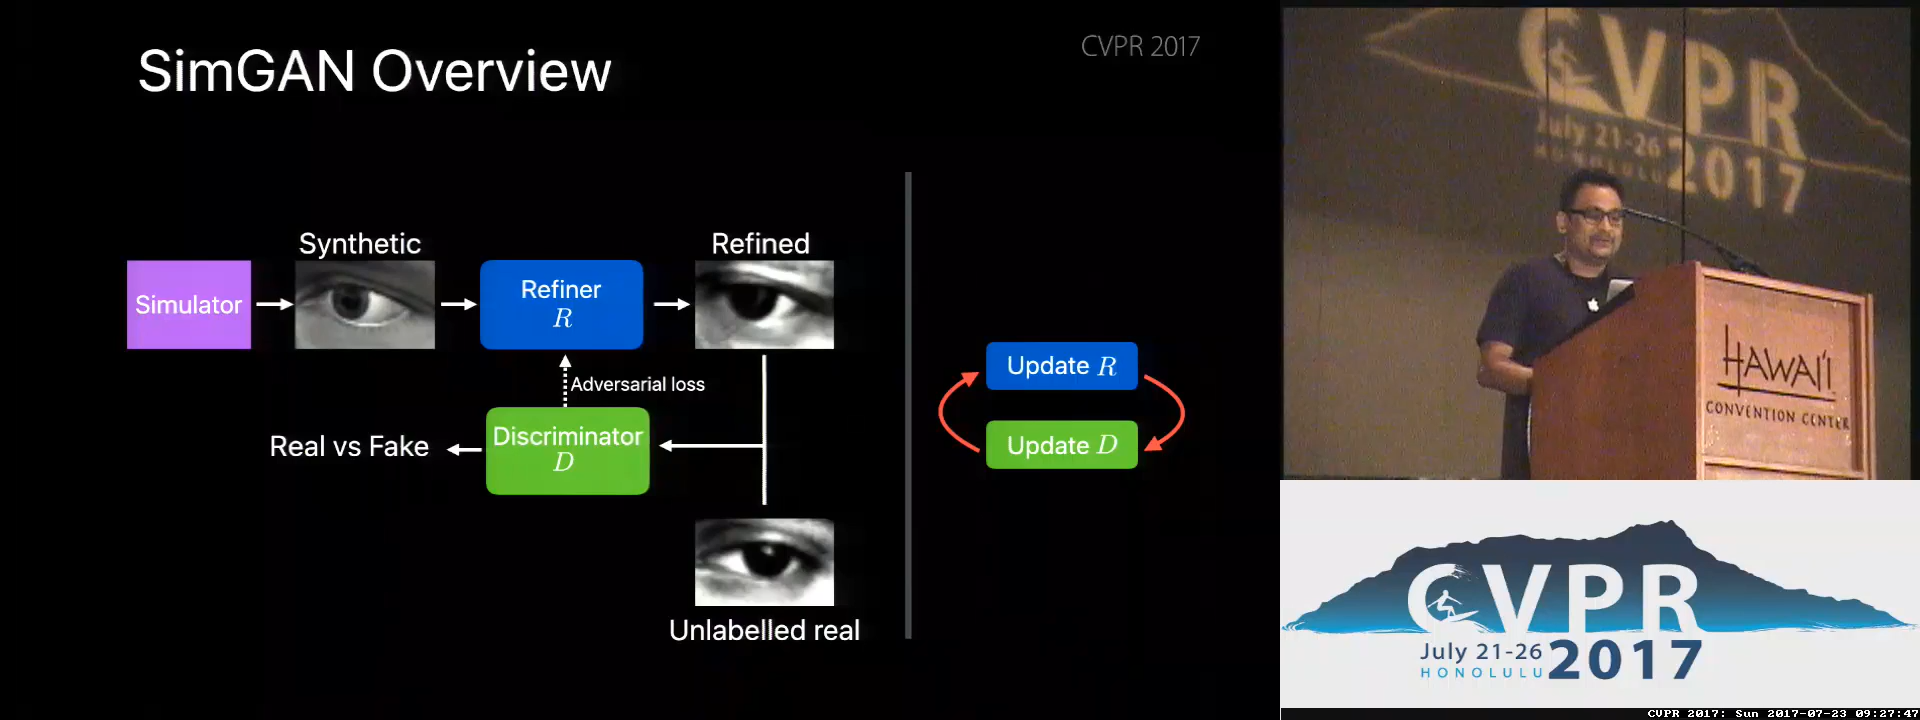 SimGAN Overview
CVPR 2017
Synthetic
Refined
Simulator
Refiner
R
Adversarial loss
Discriminator
D
Real vs Fake
Unlabelled real
Update R
Update D
CVPR
July 21-26
HONOLULU
2017
HAWAI'I
CONVENTION CENTER
CVPR
July 21-26
HONOLULU
2017
CVPR 2017: Sun 2017-07-23 09:27:47